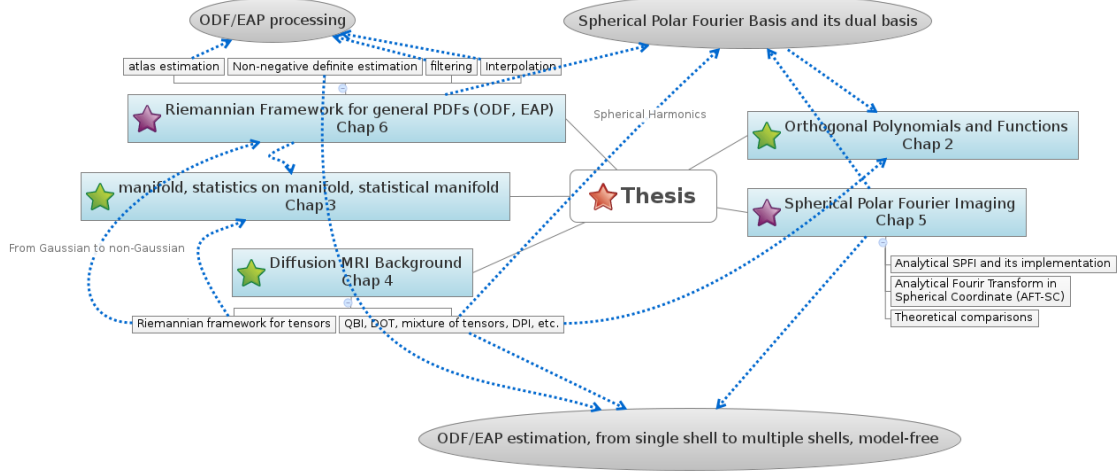 ODF/EAP processing
Spherical Polar Fourier Basis and its dual basis
atlas estimation
Non-negative definite estimation
filtering
Interpolation
Riemannian Framework for general PDFs (ODF, EAP)
Chap 6
Spherical Harmonics
Orthogonal Polynomials and Functions
Chap 2
manifold, statistics on manifold, statistical manifold
Chap 3
Thesis
Spherical Polar Fourier Imaging
Chap 5
From Gaussian to non-Gaussian
Diffusion MRI Background
Chap 4
Analytical SPFI and its implementation
Analytical Fourir Transform in
Spherical Coordinate (AFT-SC)
Theoretical comparisons
Riemannian framework for tensors
QBI, DOT, mixture of tensors, DPI, etc.
ODF/EAP estimation, from single shell to multiple shells, model-free